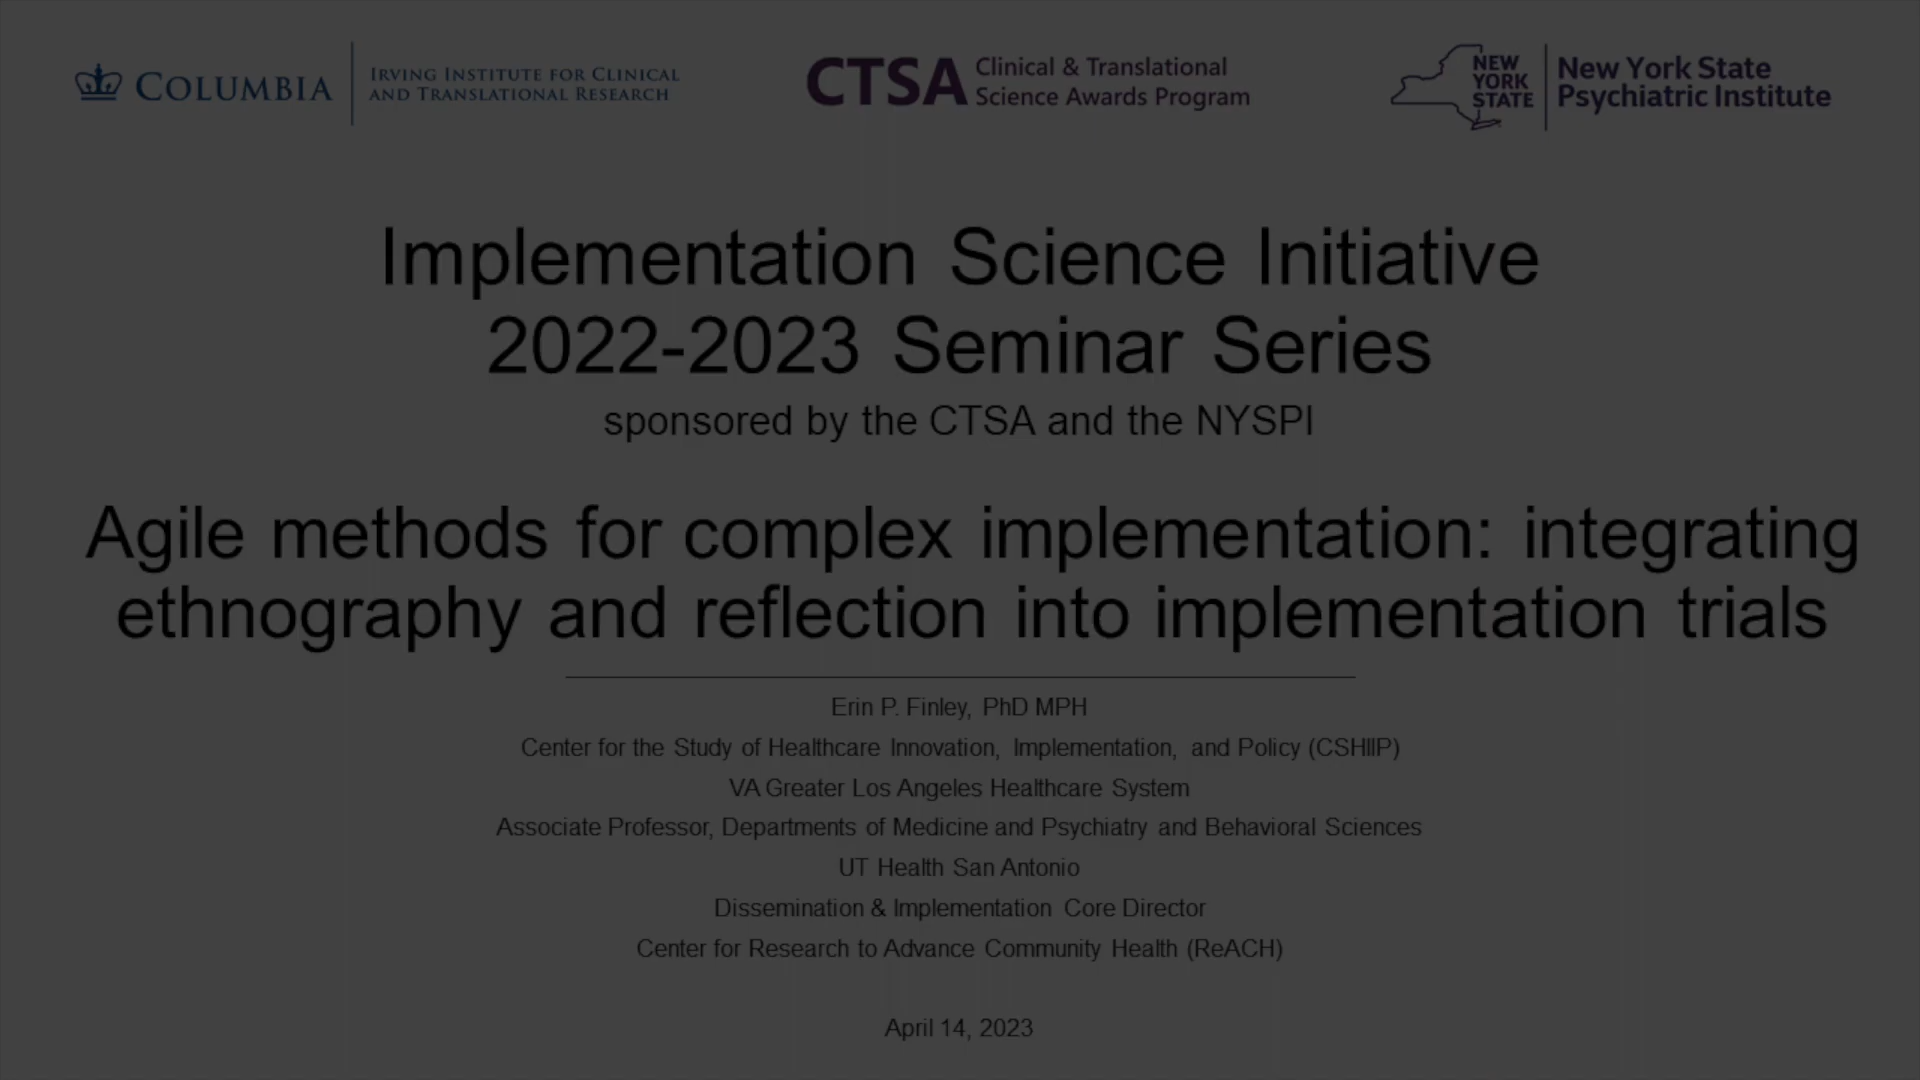 COLUMBIA
IRVING INSTITUTE FOR CLINICAL
AND TRANSLATIONAL RESEARCH
CTSA
Clinical & Translational
Science Awards Program
NEW
YORK
STATE
New York State
Psychiatric Institute
Implementation Science Initiative
2022-2023 Seminar Series
sponsored by the CTSA and the NYSPI
Agile methods for complex implementation: integrating
ethnography and reflection into implementation trials
Erin P. Finley, PhD MPH
Center for the Study of Healthcare Innovation, Implementation, and Policy (CSHIIP)
VA Greater Los Angeles Healthcare System
Associate Professor, Departments of Medicine and Psychiatry and Behavioral Sciences
UT Health San Antonio
Dissemination & Implementation Core Director
Center for Research to Advance Community Health (ReACH)
April 14, 2023